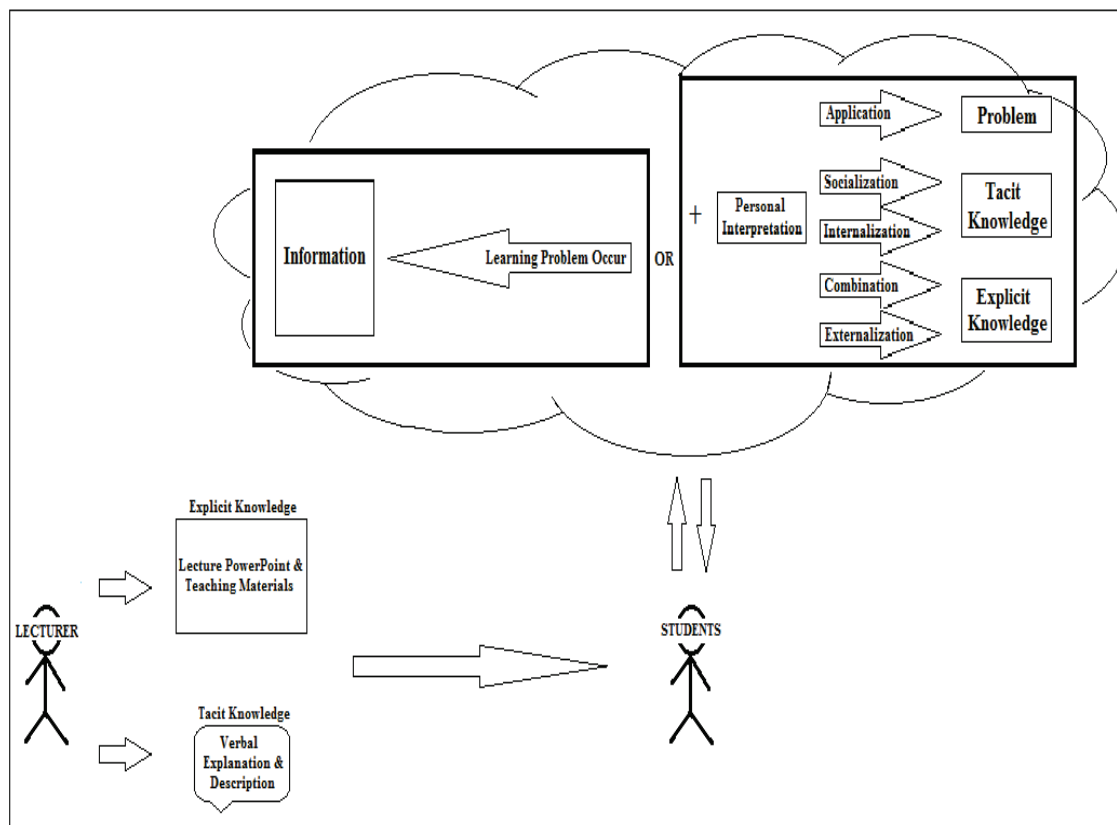 Application
Problem
Socialization
Tacit
Knowledge
+
Personal
Interpretation
Internalization
Information
Learning Problem Occur
OR
Combination
Explicit
Knowledge
Externalization
Explicit Knowledge
Lecture PowerPoint &
Teaching Materials
LECTURER
STUDENTS
Tacit Knowledge
Verbal
Explanation &
Description